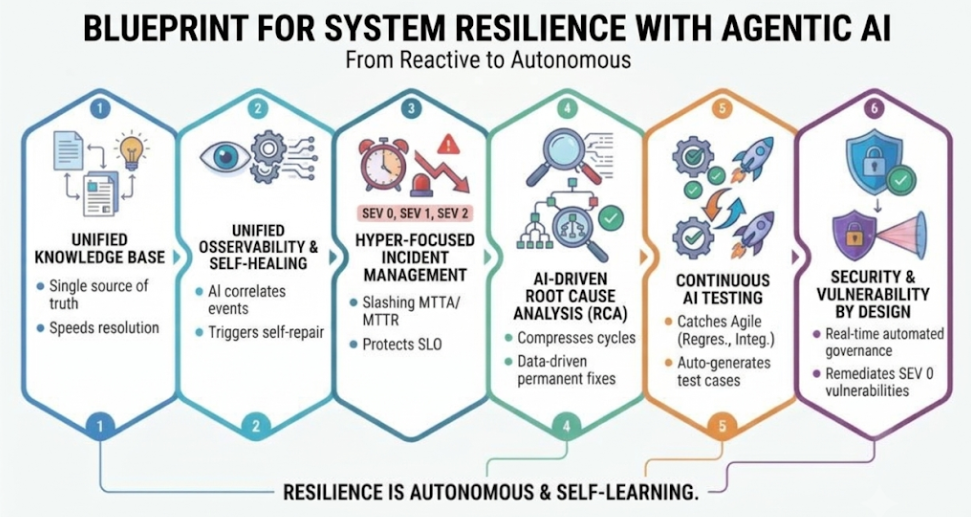 BLUEPRINT FOR SYSTEM RESILIENCE WITH AGENTIC AI
From Reactive to Autonomous
1
UNIFIED
KNOWLEDGE BASE
• Single source of
truth
• Speeds resolution
1
2
UNIFIED
OSSERVABILITY &
SELF-HEALING
• AI correlates
events
• Triggers self-repair
2
3
SEV 0, SEV 1, SEV 2
HYPER-FOCUSED
INCIDENT
MANAGEMENT
• Slashing MTTA/
MTTR
• Protects SLO
4
AI-DRIVEN
ROOT CAUSE
ANALYSIS (RCA)
• Compresses cycles
• Data-driven
permanent fixes
4
5
CONTINUOUS
AI TESTING
• Catches Agile
(Regres., Integ.)
• Auto-generates
test cases
5
6
SECURITY &
VULNERABILITY
BY DESIGN
• Real-time automated
governance
• Remediates SEV 0
vulnerabilities
RESILIENCE IS AUTONOMOUS & SELF-LEARNING.